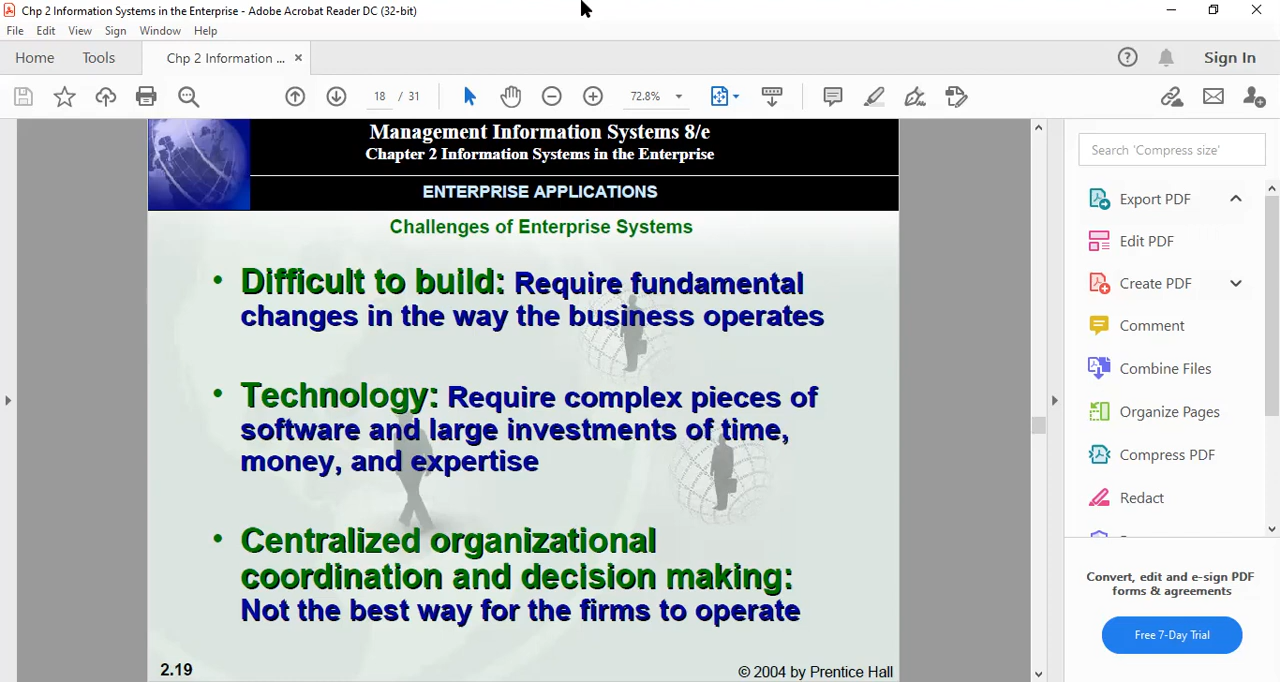 Chp 2 Information Systems in the Enterprise - Adobe Acrobat Reader DC (32-bit)
File Edit View Sign Window Help
Home Tools Chp 2 Information ... × Sign In
18 / 31 72.8%
Management Information Systems 8/e
Chapter 2 Information Systems in the Enterprise
ENTERPRISE APPLICATIONS
Challenges of Enterprise Systems
• Difficult to build: Require fundamental
changes in the way the business operates
• Technology: Require complex pieces of
software and large investments of time,
money, and expertise
• Centralized organizational
coordination and decision making:
Not the best way for the firms to operate
2.19
© 2004 by Prentice Hall
Search 'Compress size'
Export PDF
Edit PDF
Create PDF
Comment
Combine Files
Organize Pages
Compress PDF
Redact
Convert, edit and e-sign PDF
forms & agreements
Free 7-Day Trial